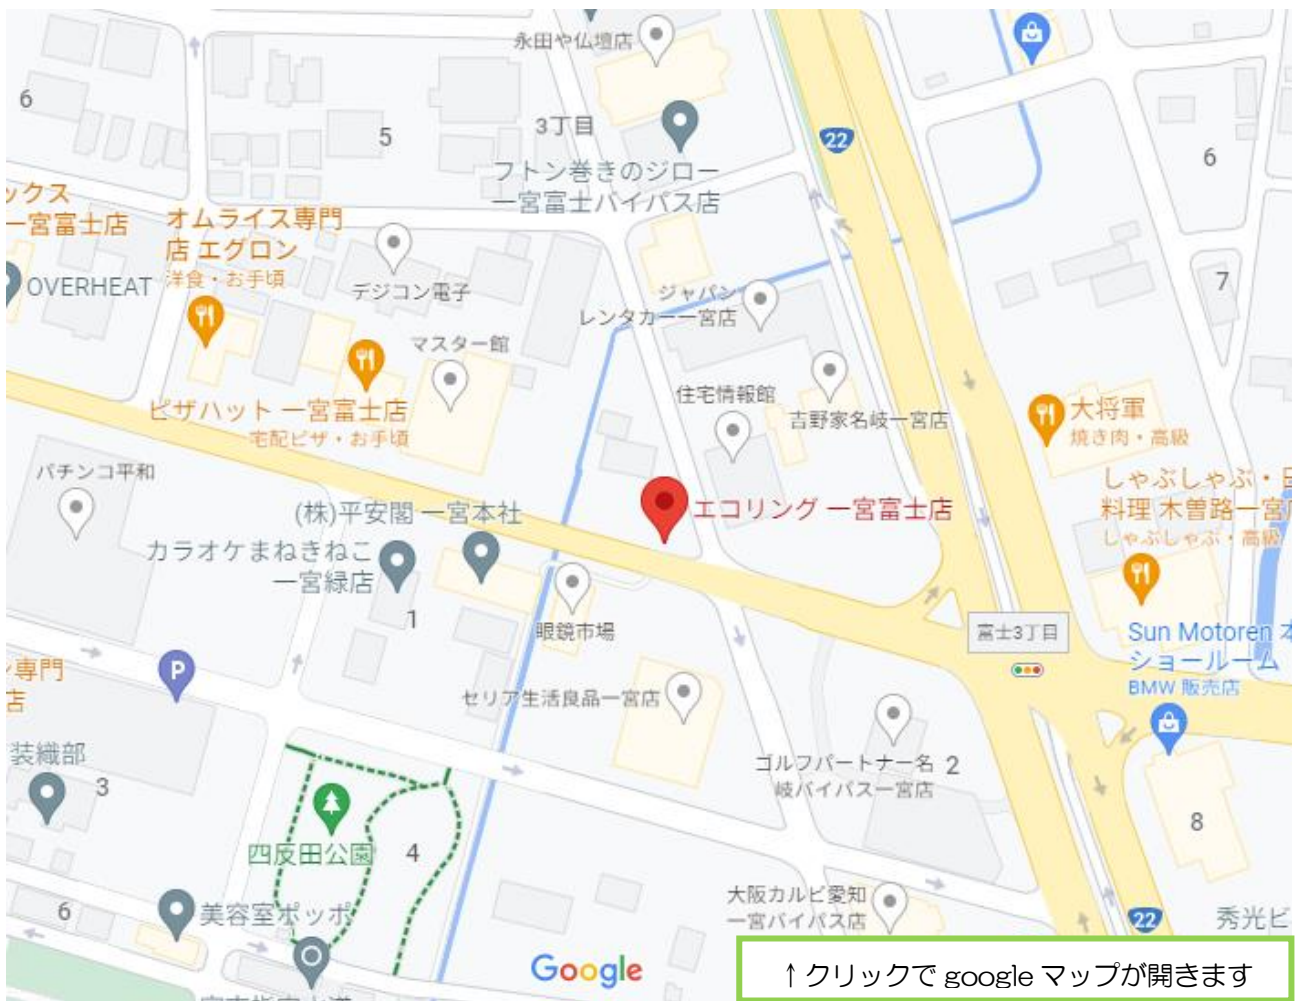 永田や仏壇店
22
6
5
3丁目
フトン巻きのジロー
一宮富士バイパス店
6
ックス
一宮富士店
オムライス専門
店 エグロン
洋食・お手頃
OVERHEAT
デジコン電子
ジャパン
レンタカー一宮店
7
マスター館
ピザハット 一宮富士店
宅配ピザ・お手頃
住宅情報館
吉野家名岐一宮店
大将軍
焼き肉・高級
パチンコ平和
(株)平安閣 一宮本社
エコリング 一宮富士店
しゃぶしゃぶ・日
料理 木曽路一宮店
しゃぶしゃぶ・高級
カラオケまねきねこ
一宮緑店
1
眼鏡市場
富士3丁目
Sun Motoren 本
ショールーム
BMW 販売店
P
専門
店
セリア生活良品一宮店
装織部
3
ゴルフパートナー名
岐バイパス一宮店
2
8
四反田公園
4
大阪カルビ愛知
一宮バイパス店
6
美容室ポッポ
22
秀光ビ
Google
↑クリックで google マップが開きます